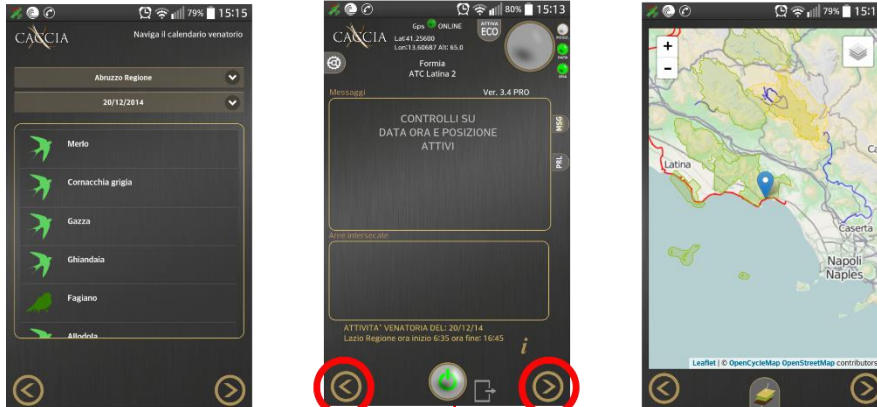 79% 15:15
CACCIA
Naviga il calendario venatorio
Abruzzo Regione
20/12/2014
Merlo
Cornacchia grigia
Gazza
Ghiandaia
Fagiano
Allodola
80% 15:13
CACCIA
Gps ONLINE
Lat:41.25600
Lon:13.60687 Alt: 65.0
ATTIVA
ECO
Formia
ATC Latina 2
Messaggi
Ver. 3.4 PRO
CONTROLLI SU
DATA ORA E POSIZIONE
ATTIVI
MSG
PRL
Aree intersecate
ATTIVITA' VENATORIA DEL: 20/12/14
Lazio Regione ora inizio 6:35 ora fine: 16:45
i
79% 15:1
+
-
Latina
Ca
Caserta
Napoli
Naples
Leaflet | © OpenCycleMap OpenStreetMap contributors